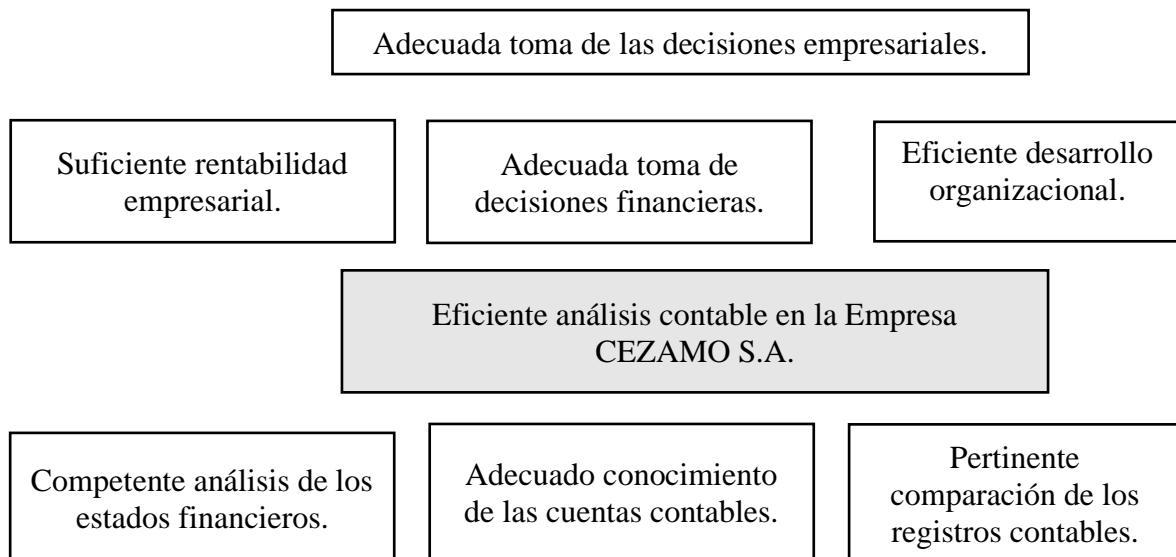 Adecuada toma de las decisiones empresariales.
Suficiente rentabilidad
empresarial.
Adecuada toma de
decisiones financieras.
Eficiente desarrollo
organizacional.
Eficiente análisis contable en la Empresa
CEZAMO S.A.
Competente análisis de los
estados financieros.
Adecuado conocimiento
de las cuentas contables.
Pertinente
comparación de los
registros contables.